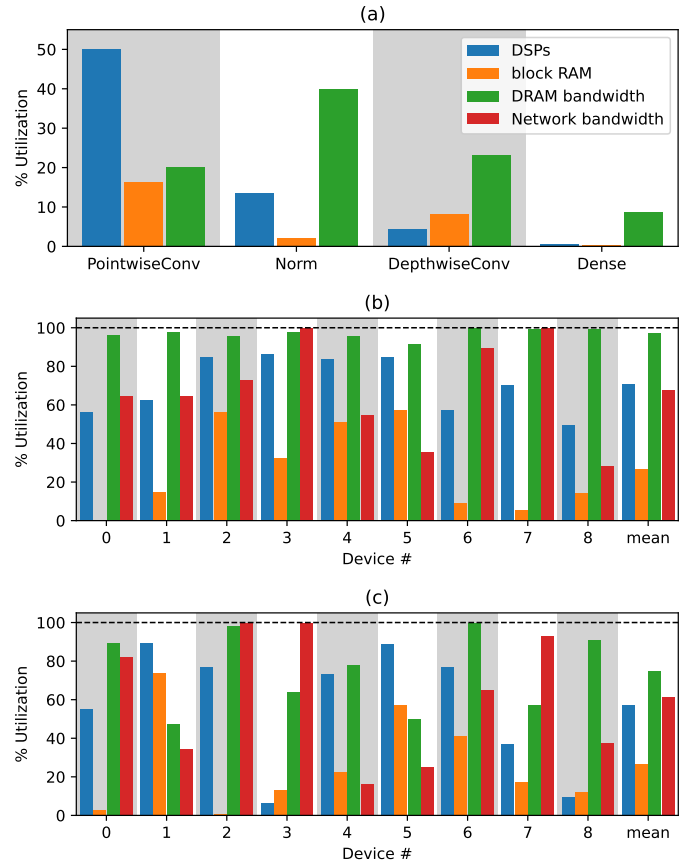 (a)
50
40
30
20
10
0
% Utilization
DSPs
block RAM
DRAM bandwidth
Network bandwidth
PointwiseConv Norm DepthwiseConv Dense
(b)
100
80
60
40
20
0
% Utilization
0 1 2 3 4 5 6 7 8 mean
Device #
(c)
100
80
60
40
20
0
% Utilization
0 1 2 3 4 5 6 7 8 mean
Device #